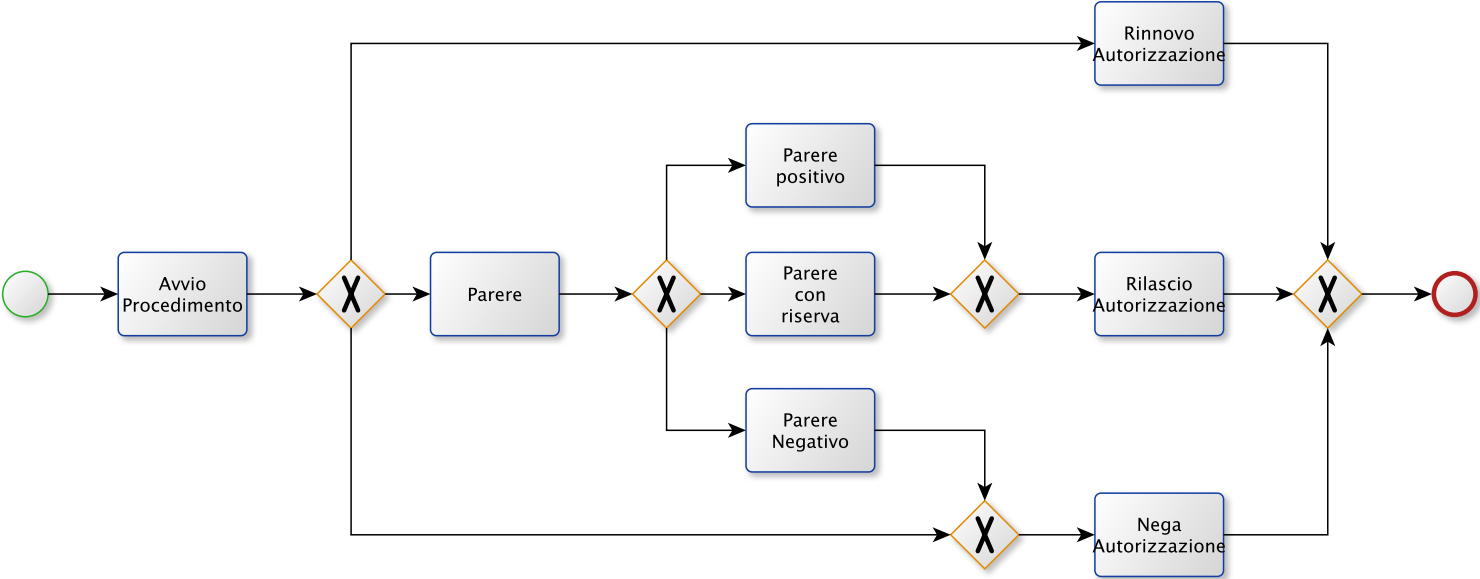 Rinnovo
Autorizzazione
Parere
positivo
Avvio
Procedimento
X
Parere
X
Parere
con
riserva
X
Rilascio
Autorizzazione
X
Parere
Negativo
X
Nega
Autorizzazione